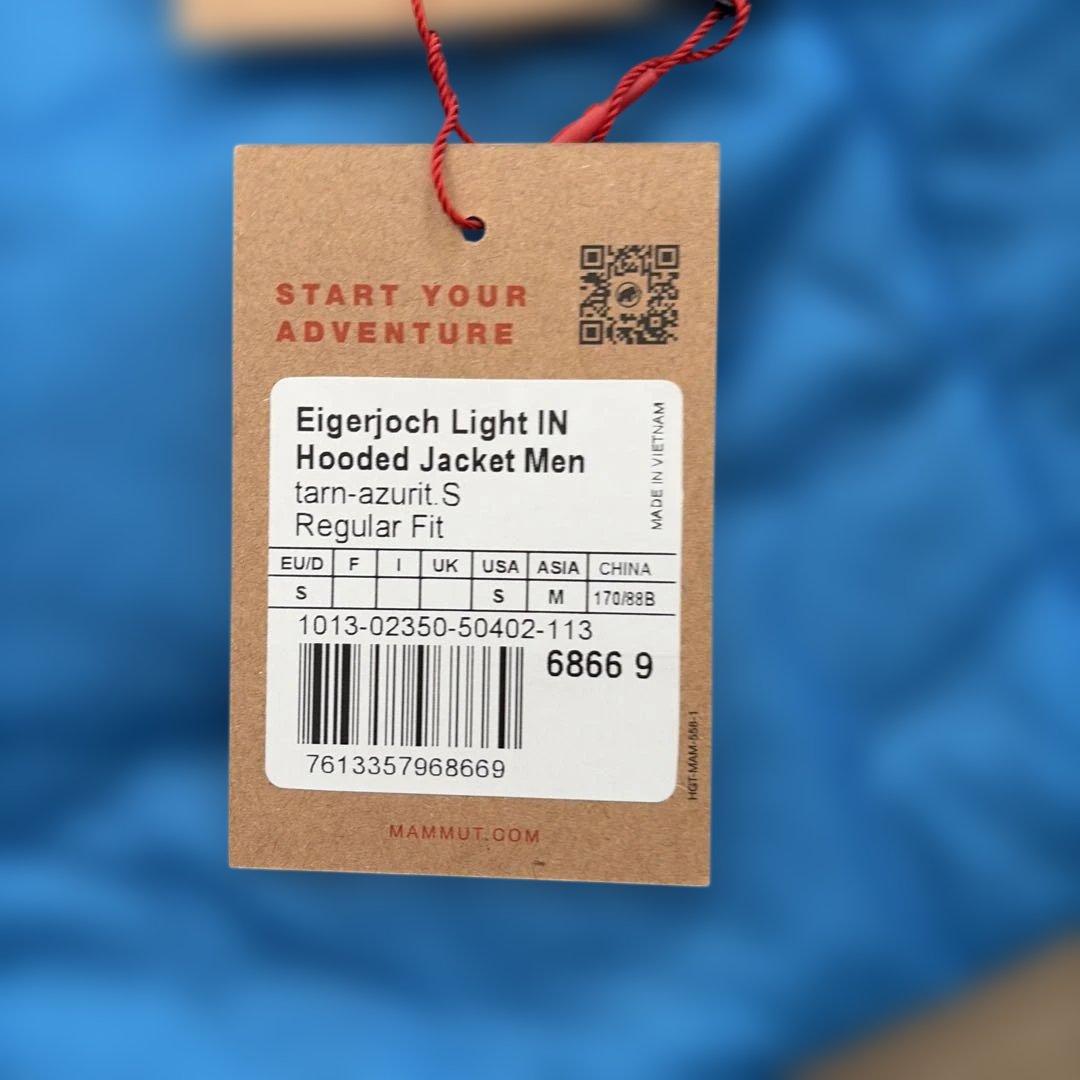 START YOUR
ADVENTURE
Eigerjoch Light IN
Hooded Jacket Men
tarn-azurit.S
Regular Fit
MADE IN VIETNAM
EU/D F I UK USA ASIA CHINA
S S M 170/88B
1013-02350-50402-113
6866 9
7613357968669
HGT-MAM-558-1
MAMMUT.COM